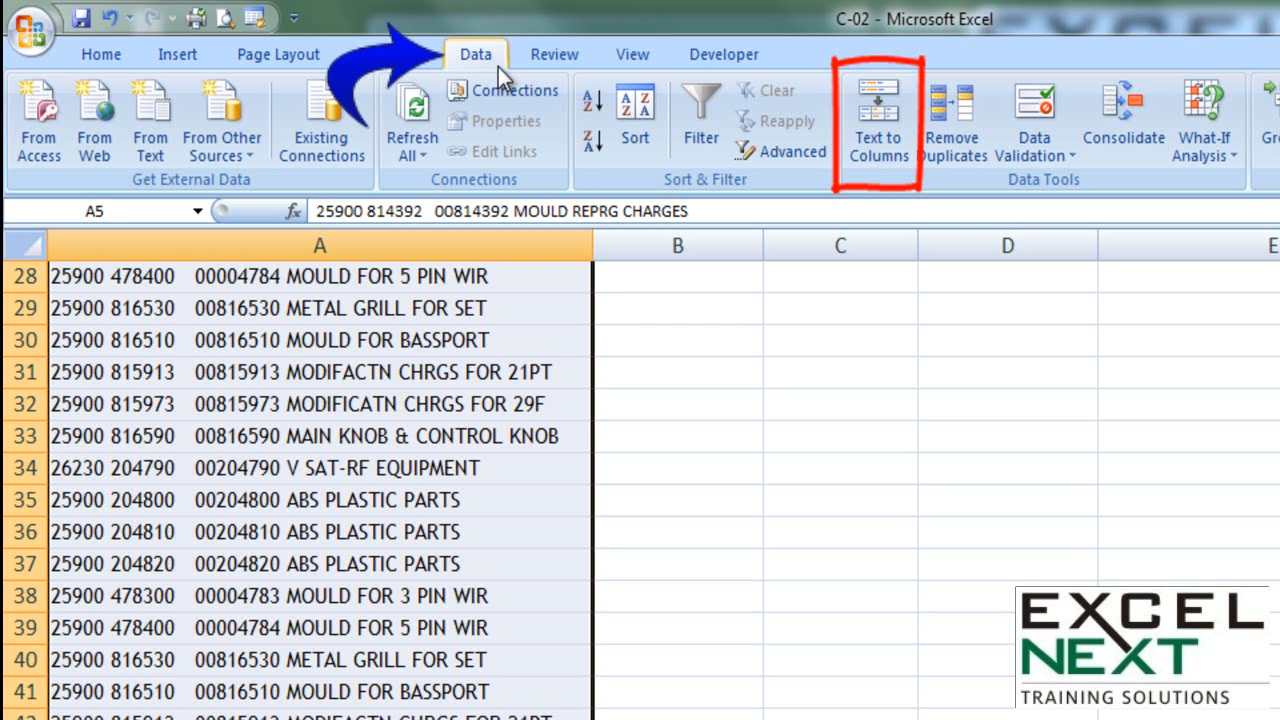 C-02 - Microsoft Excel
Home Insert Page Layout Data Review View Developer
From Access
From Web
From Text
From Other Sources
Existing Connections
Get External Data
Refresh All
Connections
Properties
Edit Links
Connections
A Z
Z A
A Z
Z A
Sort
Filter
Clear
Reapply
Advanced
Sort & Filter
Text to Columns
Remove Duplicates
Data Validation
Consolidate
What-If Analysis
Data Tools
A5 fx 25900 814392 00814392 MOULD REPRG CHARGES
A B C D E
28 25900 478400 00004784 MOULD FOR 5 PIN WIR
29 25900 816530 00816530 METAL GRILL FOR SET
30 25900 816510 00816510 MOULD FOR BASSPORT
31 25900 815913 00815913 MODIFACTN CHRGS FOR 21PT
32 25900 815973 00815973 MODIFICATN CHRGS FOR 29F
33 25900 816590 00816590 MAIN KNOB & CONTROL KNOB
34 26230 204790 00204790 V SAT-RF EQUIPMENT
35 25900 204800 00204800 ABS PLASTIC PARTS
36 25900 204810 00204810 ABS PLASTIC PARTS
37 25900 204820 00204820 ABS PLASTIC PARTS
38 25900 478300 00004783 MOULD FOR 3 PIN WIR
39 25900 478400 00004784 MOULD FOR 5 PIN WIR
40 25900 816530 00816530 METAL GRILL FOR SET
41 25900 816510 00816510 MOULD FOR BASSPORT
25900 815913 00815913 MODIFACTN CHRGS FOR 21PT
EXCEL
NEXT
TRAINING SOLUTIONS